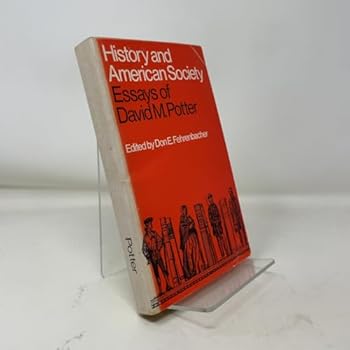 History and
American Society
Essays of
David M. Potter
Edited by Don E. Fehrenbacher
Potter